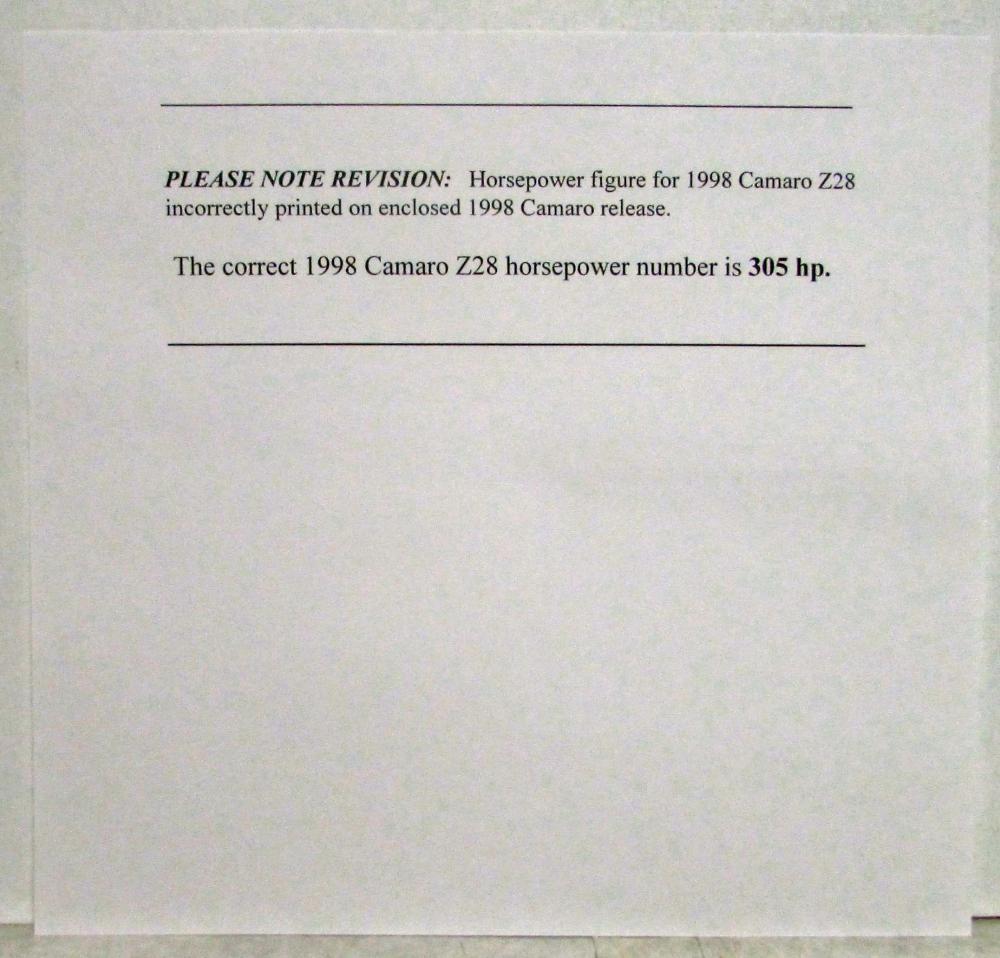 PLEASE NOTE REVISION: Horsepower figure for 1998 Camaro Z28
incorrectly printed on enclosed 1998 Camaro release.
The correct 1998 Camaro Z28 horsepower number is 305 hp.